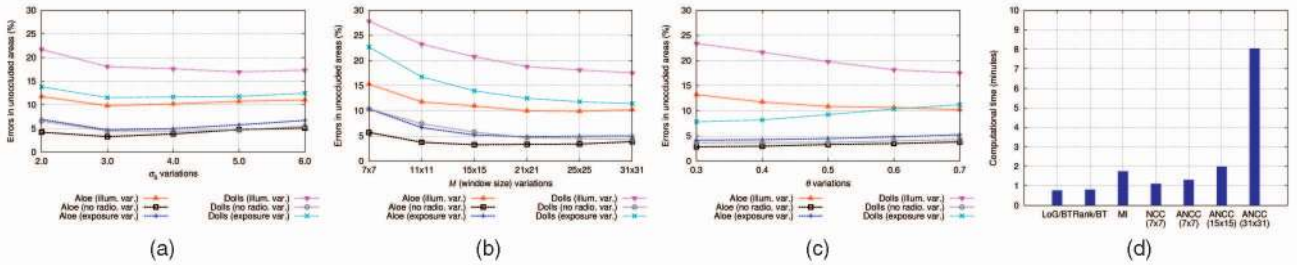 Errors in unoccluded areas (%)
30
25
20
15
10
5
0
2.0 3.0 4.0 5.0 6.0
variations
Aloe (illum. var.) Dolls (illum. var.)
Aloe (no radio. var.) Dolls (no radio. var.)
Aloe (exposure var.) Dolls (exposure var.)
(a)
Errors in unoccluded areas (%)
30
25
20
15
10
5
0
7x7 11x11 15x15 21x21 25x25 31x31
M (window size) variations
Aloe (illum. var.) Dolls (illum. var.)
Aloe (no radio. var.) Dolls (no radio. var.)
Aloe (exposure var.) Dolls (exposure var.)
(b)
Errors in unoccluded areas (%)
30
25
20
15
10
5
0
0.3 0.4 0.5 0.6 0.7
θ variations
Aloe (illum. var.) Dolls (illum. var.)
Aloe (no radio. var.) Dolls (no radio. var.)
Aloe (exposure var.) Dolls (exposure var.)
(c)
Computational time (minutes)
10
9
8
7
6
5
4
3
2
1
0
LoG/BT Rank/BT MI NCC ANCC ANCC ANCC
(7x7) (7x7) (15x15) (31x31)
(d)